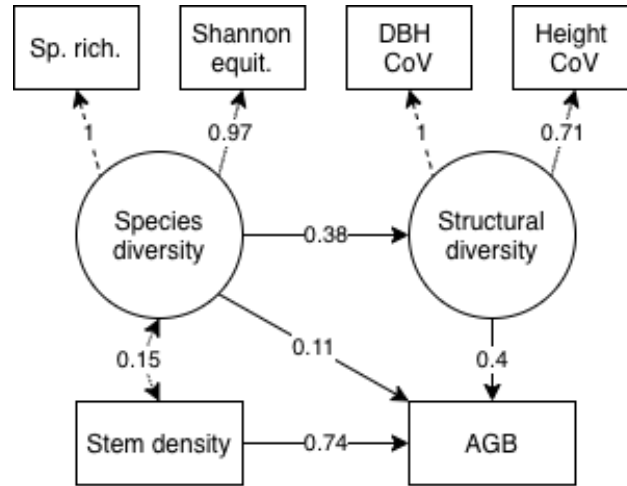 Sp. rich.
Shannon
equit.
DBH
CoV
Height
CoV
1
0.97
1
0.71
Species
diversity
0.38
Structural
diversity
0.15
0.11
0.4
Stem density
0.74
AGB